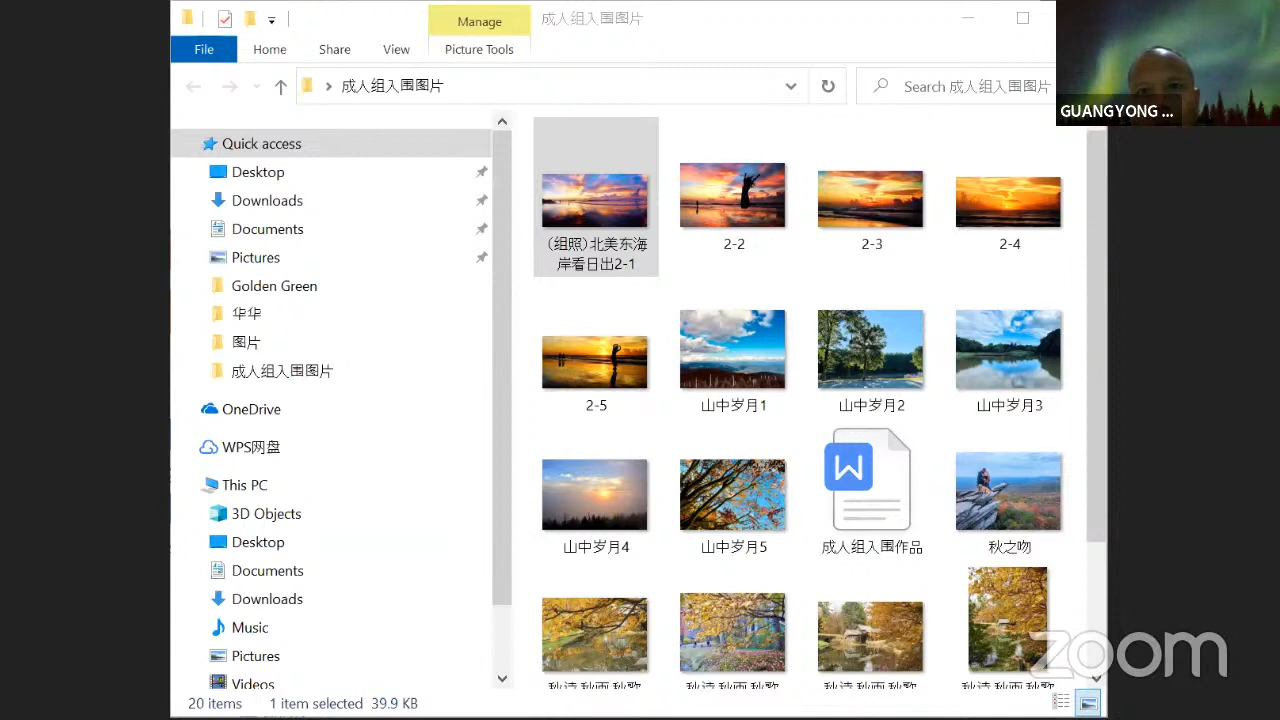 Manage
成人组入围图片
File
Home
Share
View
Picture Tools
成人组入围图片
Search 成人组入围图片
GUANGYONG ...
Quick access
Desktop
Downloads
Documents
Pictures
Golden Green
华华
图片
成人组入围图片
OneDrive
WPS网盘
This PC
3D Objects
Desktop
Documents
Downloads
Music
Pictures
Videos
(组照)北美东海
岸看日出2-1
2-2
2-3
2-4
2-5
山中岁月1
山中岁月2
山中岁月3
山中岁月4
山中岁月5
W
成人组入围作品
秋之吻
20 items
1 item selected
39.9 KB
zoom